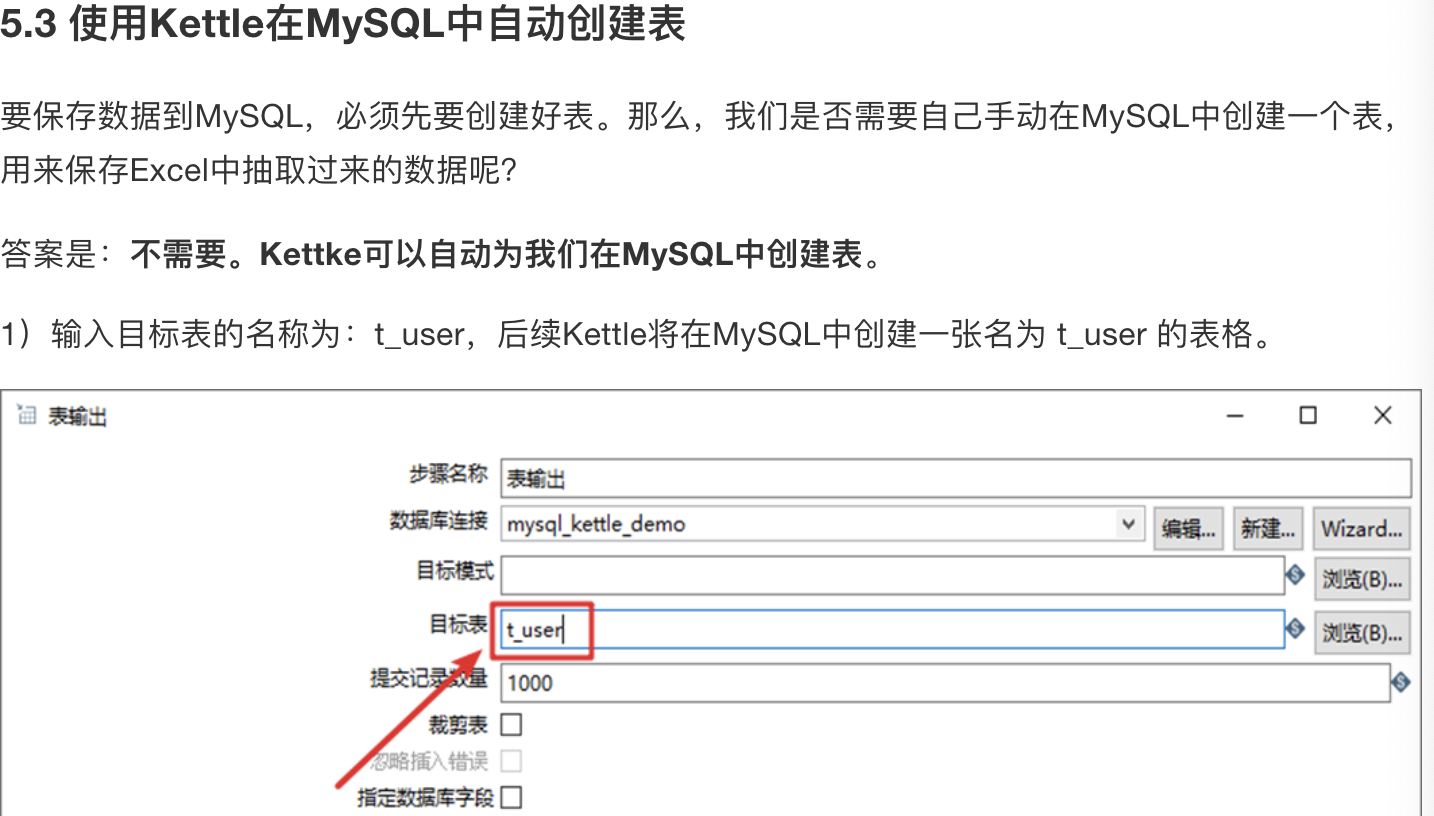 5.3 使用Kettle在MySQL中自动创建表
要保存数据到MySQL，必须先要创建好表。那么，我们是否需要自己手动在MySQL中创建一个表，
用来保存Excel中抽取过来的数据呢？
答案是：不需要。Kettke可以自动为我们在MySQL中创建表。
1）输入目标表的名称为：t_user，后续Kettle将在MySQL中创建一张名为 t_user 的表格。
表输出
步骤名称 表输出
数据库连接 mysql_kettle_demo 编辑... 新建... Wizard...
目标模式 浏览(B)...
目标表 t_user 浏览(B)...
提交记录数量 1000
裁剪表
忽略插入错误
指定数据库字段